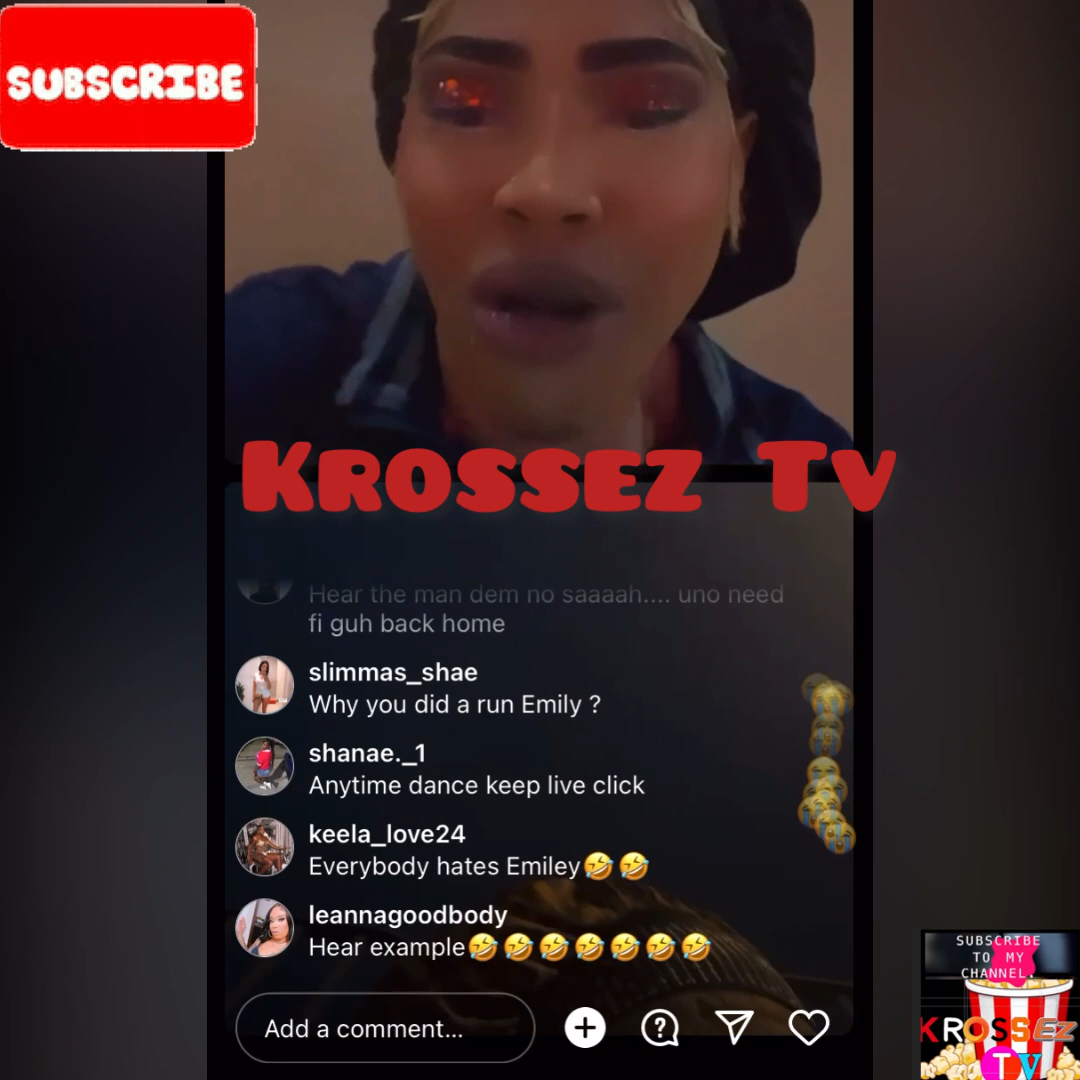 SUBSCRIBE
KROSSEZ TV
Hear the man dem no saaaah.... uno need
fi guh back home
slimmas_shae
Why you did a run Emily ?
shanae._1
Anytime dance keep live click
keela_love24
Everybody hates Emiley🤣🤣
leannagoodbody
Hear example🤣🤣🤣🤣🤣🤣🤣
Add a comment...
SUBSCRIBE
TO MY
CHANNEL.
KROSSEZ
TV